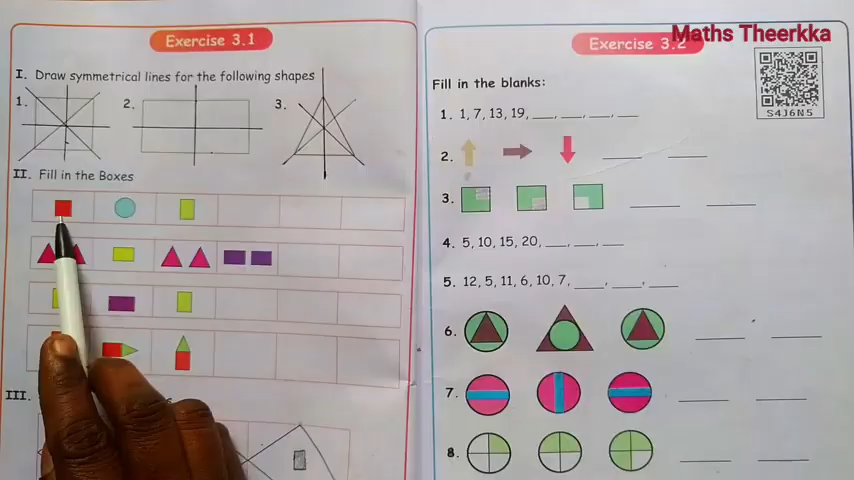 Maths Theerkka
Exercise 3.1
I. Draw symmetrical lines for the following shapes
1.
2.
3.
II. Fill in the Boxes
III.
Exercise 3.2
S4J6N5
Fill in the blanks:
1. 1, 7, 13, 19, ___, ___, ___, ___
2.
3.
4. 5, 10, 15, 20, ___, ___, ___
5. 12, 5, 11, 6, 10, 7, ___, ___, ___
6.
7.
8.